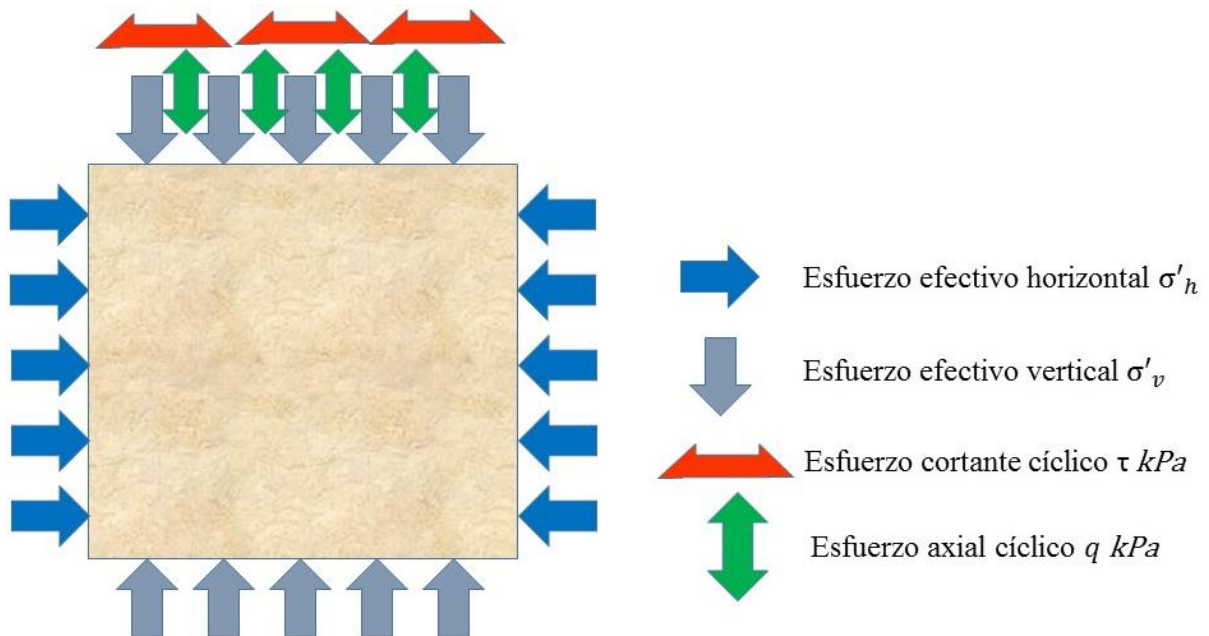 Esfuerzo efectivo horizontal σ'ₕ
Esfuerzo efectivo vertical σ'ᵥ
Esfuerzo cortante cíclico τ kPa
Esfuerzo axial cíclico q kPa